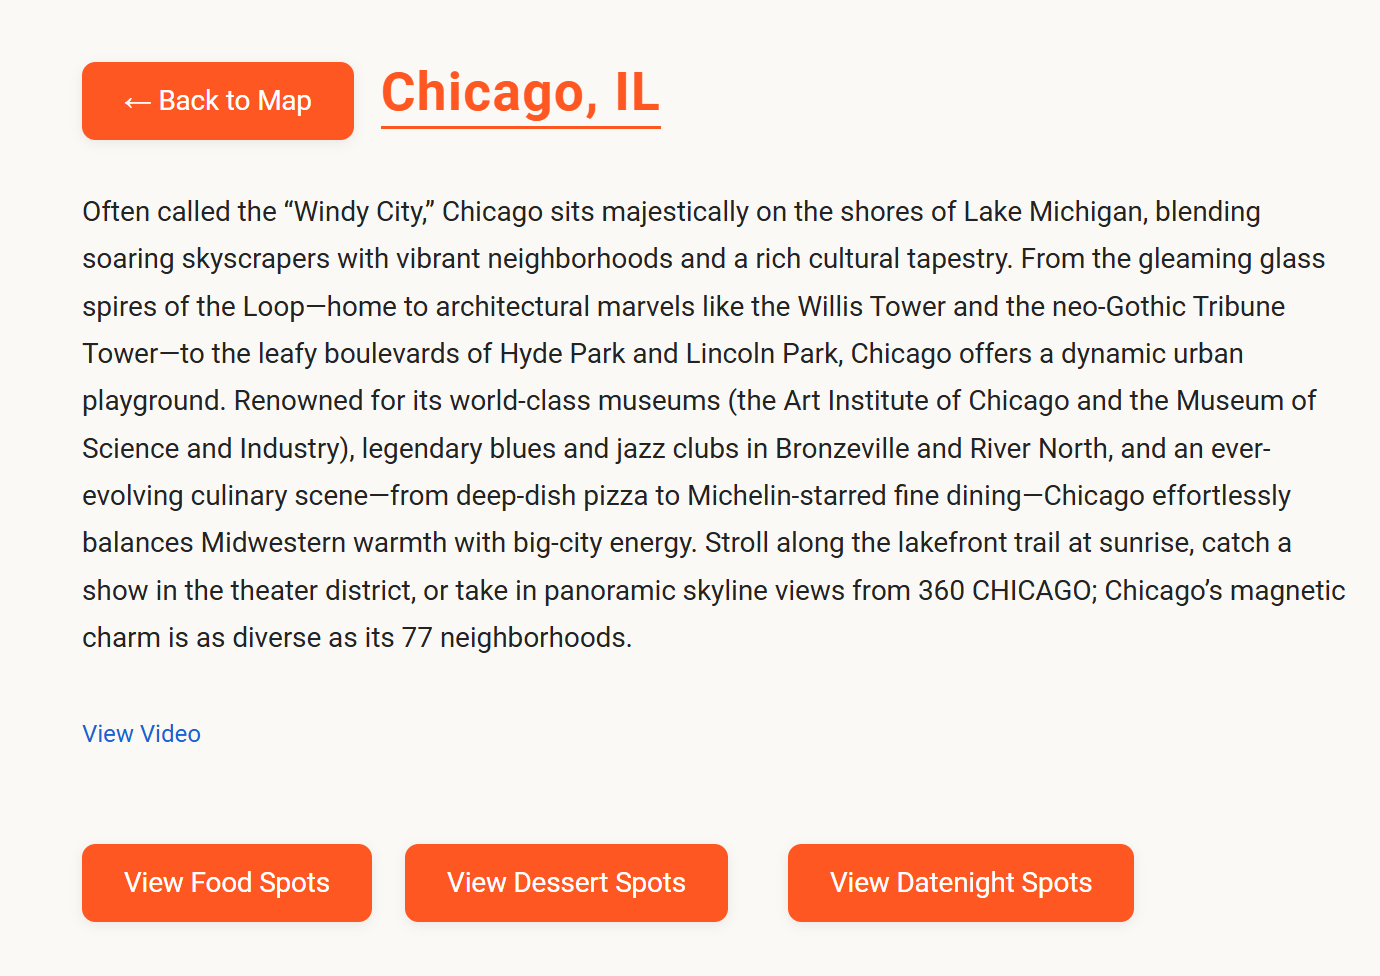 ← Back to Map
Chicago, IL
Often called the “Windy City,” Chicago sits majestically on the shores of Lake Michigan, blending
soaring skyscrapers with vibrant neighborhoods and a rich cultural tapestry. From the gleaming glass
spires of the Loop—home to architectural marvels like the Willis Tower and the neo-Gothic Tribune
Tower—to the leafy boulevards of Hyde Park and Lincoln Park, Chicago offers a dynamic urban
playground. Renowned for its world-class museums (the Art Institute of Chicago and the Museum of
Science and Industry), legendary blues and jazz clubs in Bronzeville and River North, and an ever-
evolving culinary scene—from deep-dish pizza to Michelin-starred fine dining—Chicago effortlessly
balances Midwestern warmth with big-city energy. Stroll along the lakefront trail at sunrise, catch a
show in the theater district, or take in panoramic skyline views from 360 CHICAGO; Chicago’s magnetic
charm is as diverse as its 77 neighborhoods.
View Video
View Food Spots
View Dessert Spots
View Datenight Spots